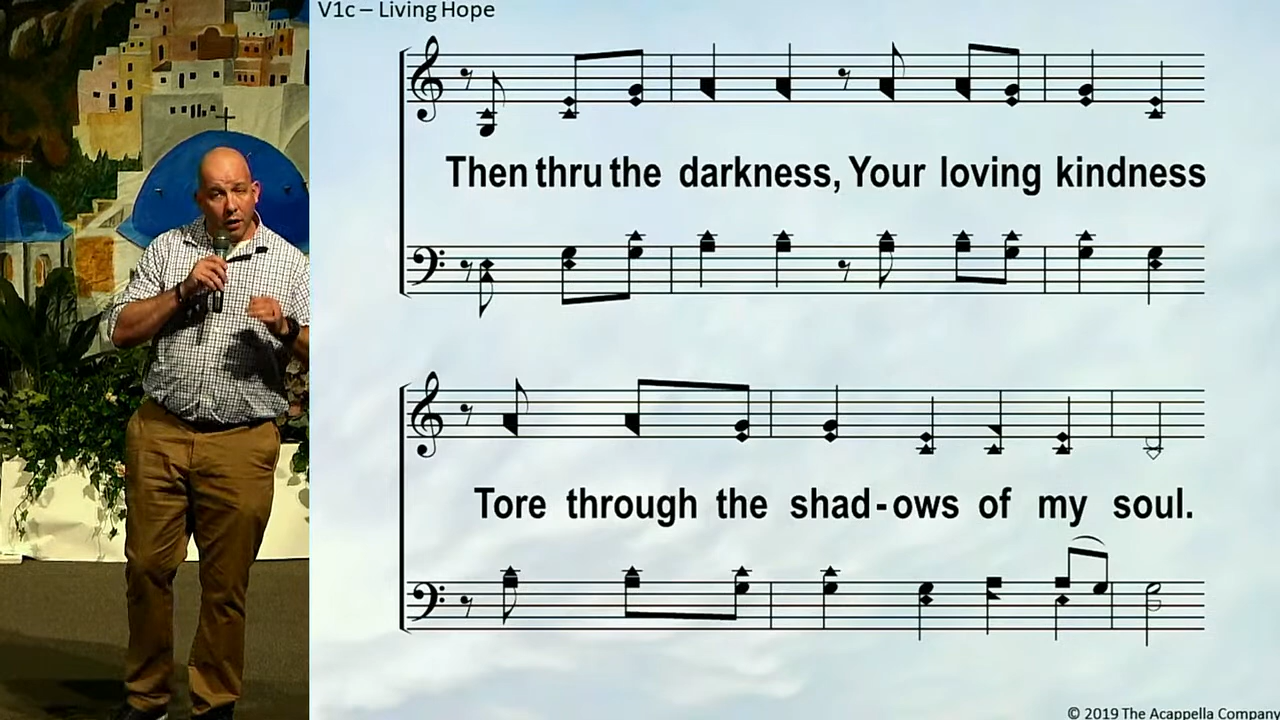 V1c – Living Hope
Then thru the darkness, Your loving kindness
Tore through the shad-ows of my soul.
© 2019 The Acappella Company